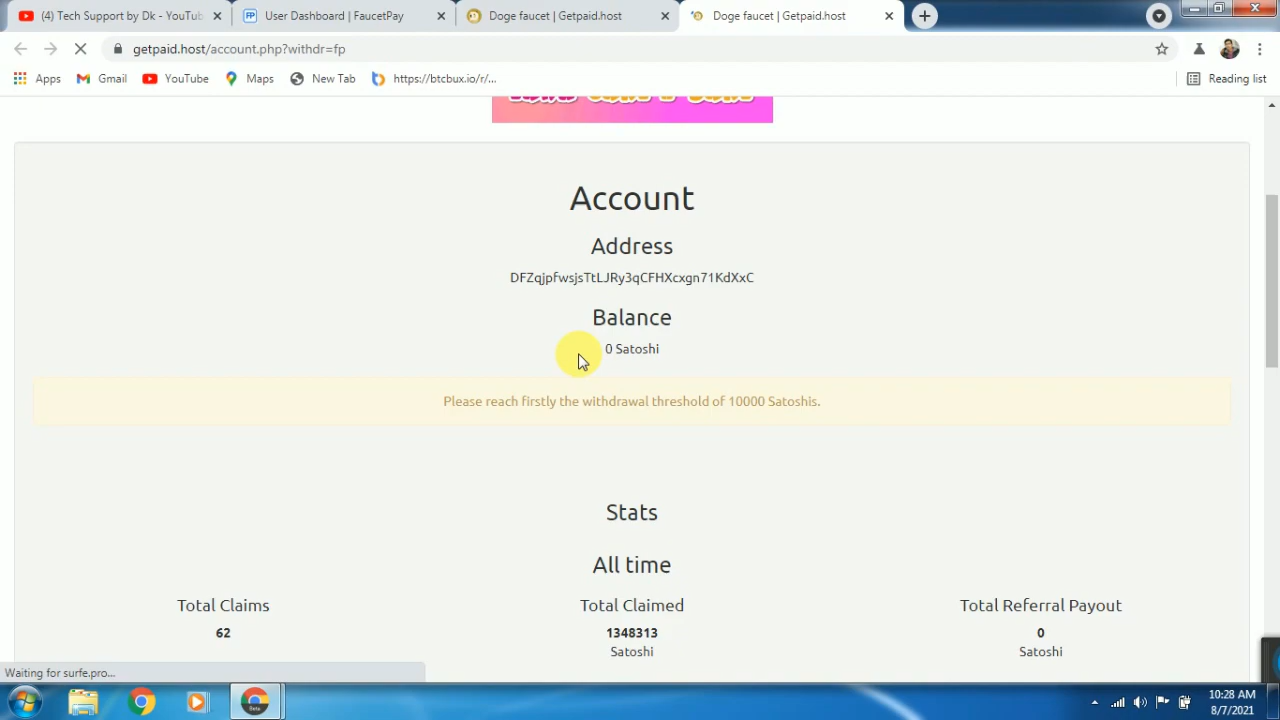 (4) Tech Support by Dk - YouTub
User Dashboard | FaucetPay
Doge faucet | Getpaid.host
Doge faucet | Getpaid.host
getpaid.host/account.php?withdr=fp
Apps
Gmail
YouTube
Maps
New Tab
https://btcbux.io/r/...
Reading list
Account
Address
DFZqjpfwsjsTtLJRy3qCFHXcxgn71KdXxC
Balance
0 Satoshi
Please reach firstly the withdrawal threshold of 10000 Satoshis.
Stats
All time
Total Claims
62
Total Claimed
1348313
Satoshi
Total Referral Payout
0
Satoshi
Waiting for surfe.pro...
Beta
10:28 AM
8/7/2021